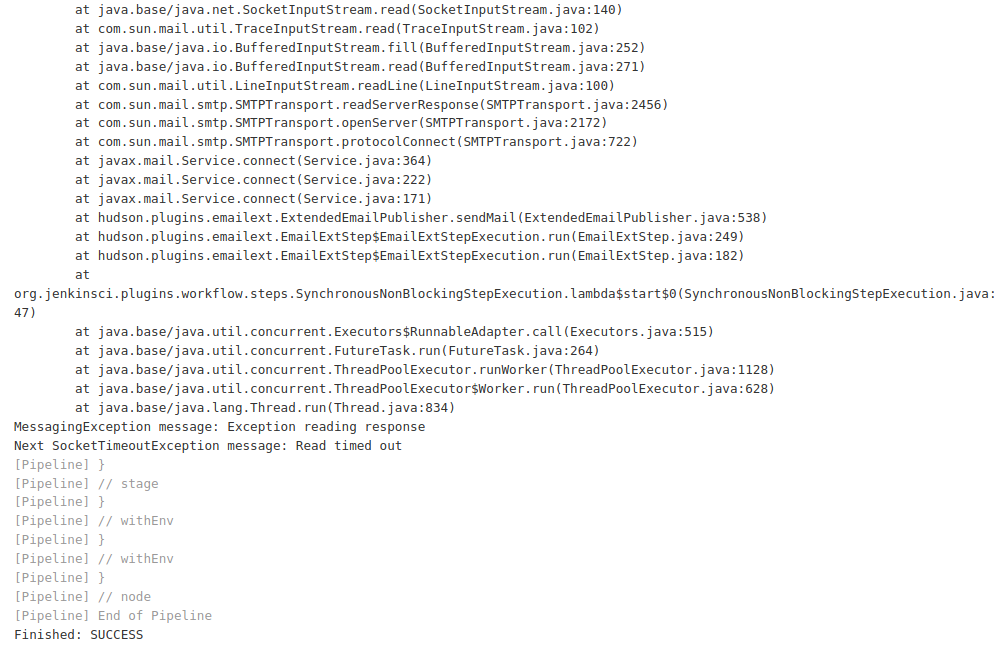 at java.base/java.net.SocketInputStream.read(SocketInputStream.java:140)
at com.sun.mail.util.TraceInputStream.read(TraceInputStream.java:102)
at java.base/java.io.BufferedInputStream.fill(BufferedInputStream.java:252)
at java.base/java.io.BufferedInputStream.read(BufferedInputStream.java:271)
at com.sun.mail.util.LineInputStream.readLine(LineInputStream.java:100)
at com.sun.mail.smtp.SMTPTransport.readServerResponse(SMTPTransport.java:2456)
at com.sun.mail.smtp.SMTPTransport.openServer(SMTPTransport.java:2172)
at com.sun.mail.smtp.SMTPTransport.protocolConnect(SMTPTransport.java:722)
at javax.mail.Service.connect(Service.java:364)
at javax.mail.Service.connect(Service.java:222)
at javax.mail.Service.connect(Service.java:171)
at hudson.plugins.emailext.ExtendedEmailPublisher.sendMail(ExtendedEmailPublisher.java:538)
at hudson.plugins.emailext.EmailExtStep$EmailExtStepExecution.run(EmailExtStep.java:249)
at hudson.plugins.emailext.EmailExtStep$EmailExtStepExecution.run(EmailExtStep.java:182)
at
org.jenkinsci.plugins.workflow.steps.SynchronousNonBlockingStepExecution.lambda$start$0(SynchronousNonBlockingStepExecution.java:
47)
at java.base/java.util.concurrent.Executors$RunnableAdapter.call(Executors.java:515)
at java.base/java.util.concurrent.FutureTask.run(FutureTask.java:264)
at java.base/java.util.concurrent.ThreadPoolExecutor.runWorker(ThreadPoolExecutor.java:1128)
at java.base/java.util.concurrent.ThreadPoolExecutor$Worker.run(ThreadPoolExecutor.java:628)
at java.base/java.lang.Thread.run(Thread.java:834)
MessagingException message: Exception reading response
Next SocketTimeoutException message: Read timed out
[Pipeline] }
[Pipeline] // stage
[Pipeline] }
[Pipeline] // withEnv
[Pipeline] }
[Pipeline] // withEnv
[Pipeline] }
[Pipeline] // node
[Pipeline] End of Pipeline
Finished: SUCCESS